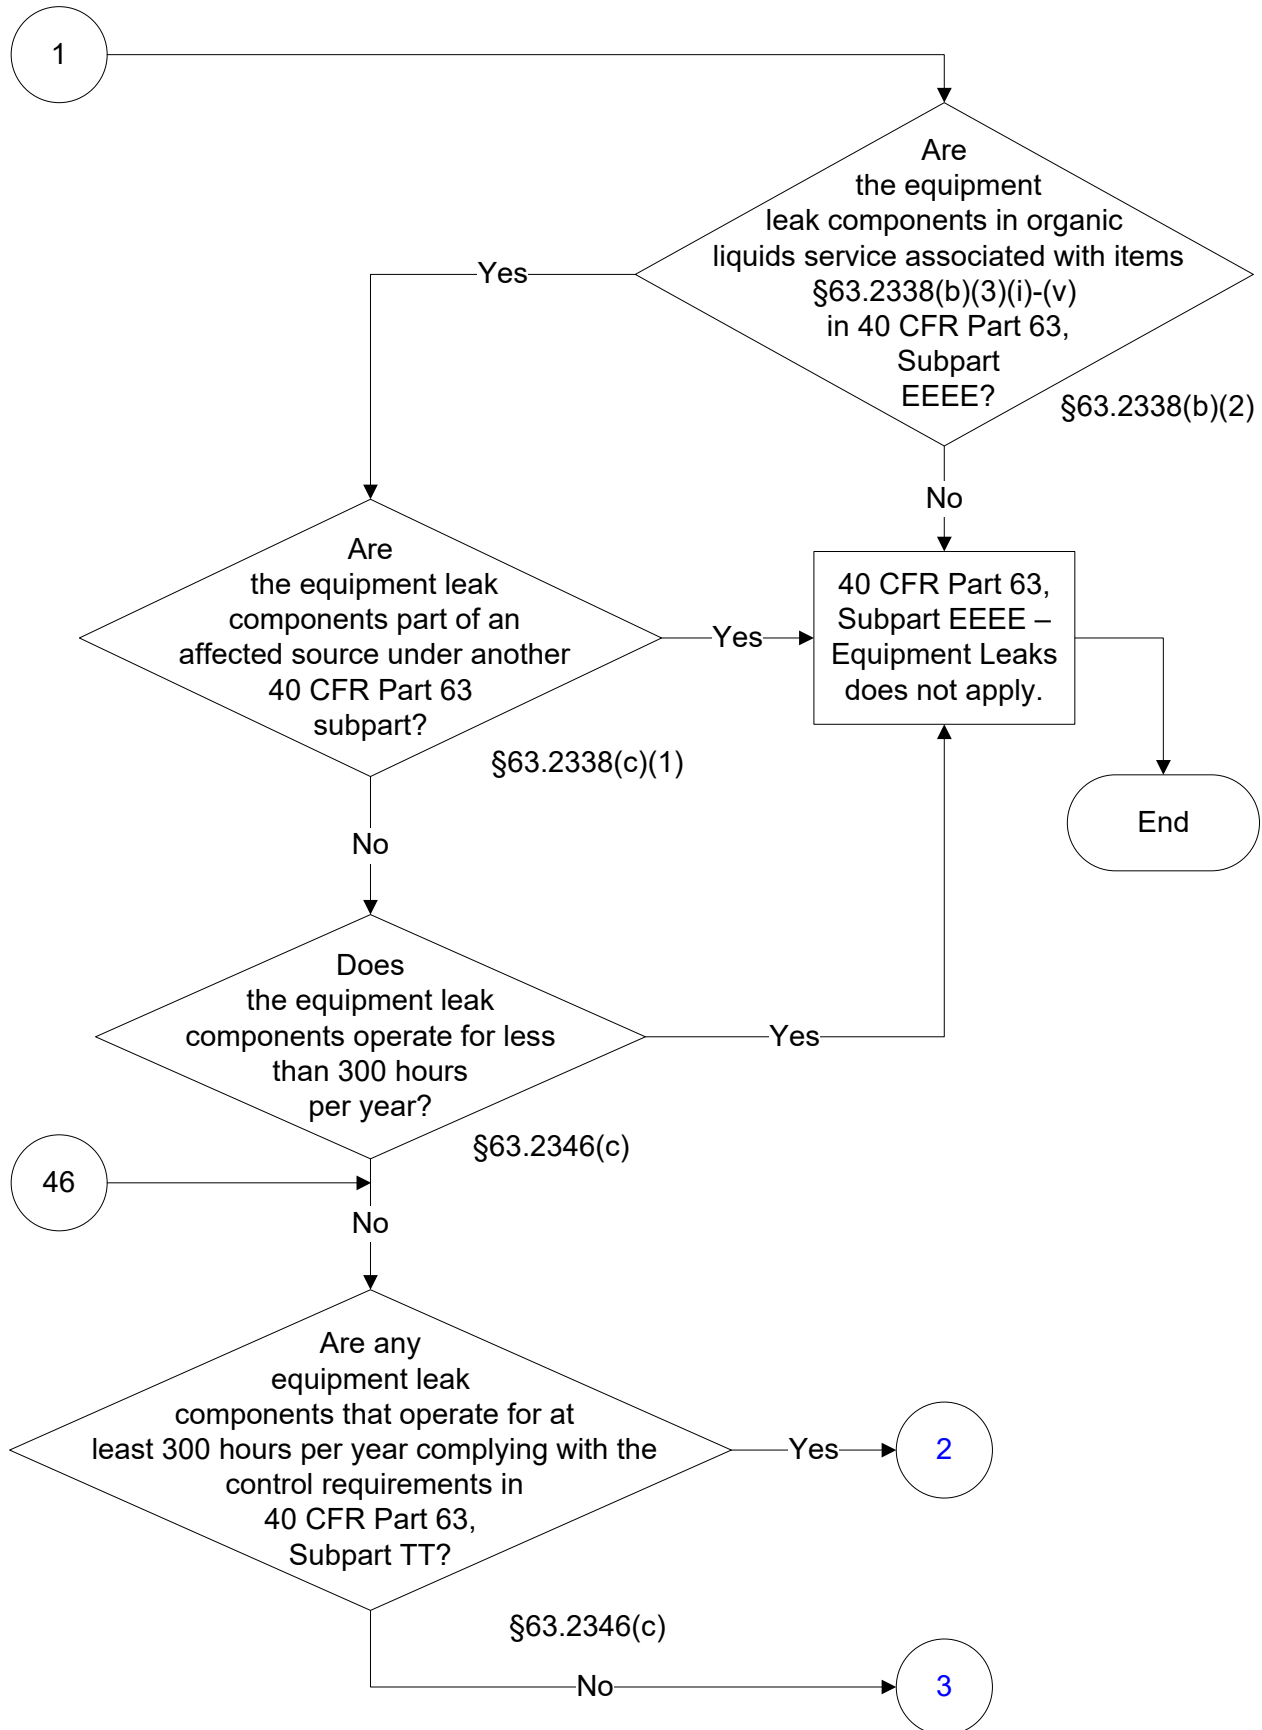 1
Are
the equipment
leak components in organic
liquids service associated with items
§63.2338(b)(3)(i)-(v)
in 40 CFR Part 63,
Subpart
EEEE?
§63.2338(b)(2)
Yes
No
Are
the equipment leak
components part of an
affected source under another
40 CFR Part 63
subpart?
§63.2338(c)(1)
Yes
40 CFR Part 63,
Subpart EEEE –
Equipment Leaks
does not apply.
End
No
Does
the equipment leak
components operate for less
than 300 hours
per year?
§63.2346(c)
Yes
46
No
Are any
equipment leak
components that operate for at
least 300 hours per year complying with the
control requirements in
40 CFR Part 63,
Subpart TT?
§63.2346(c)
Yes
2
No
3